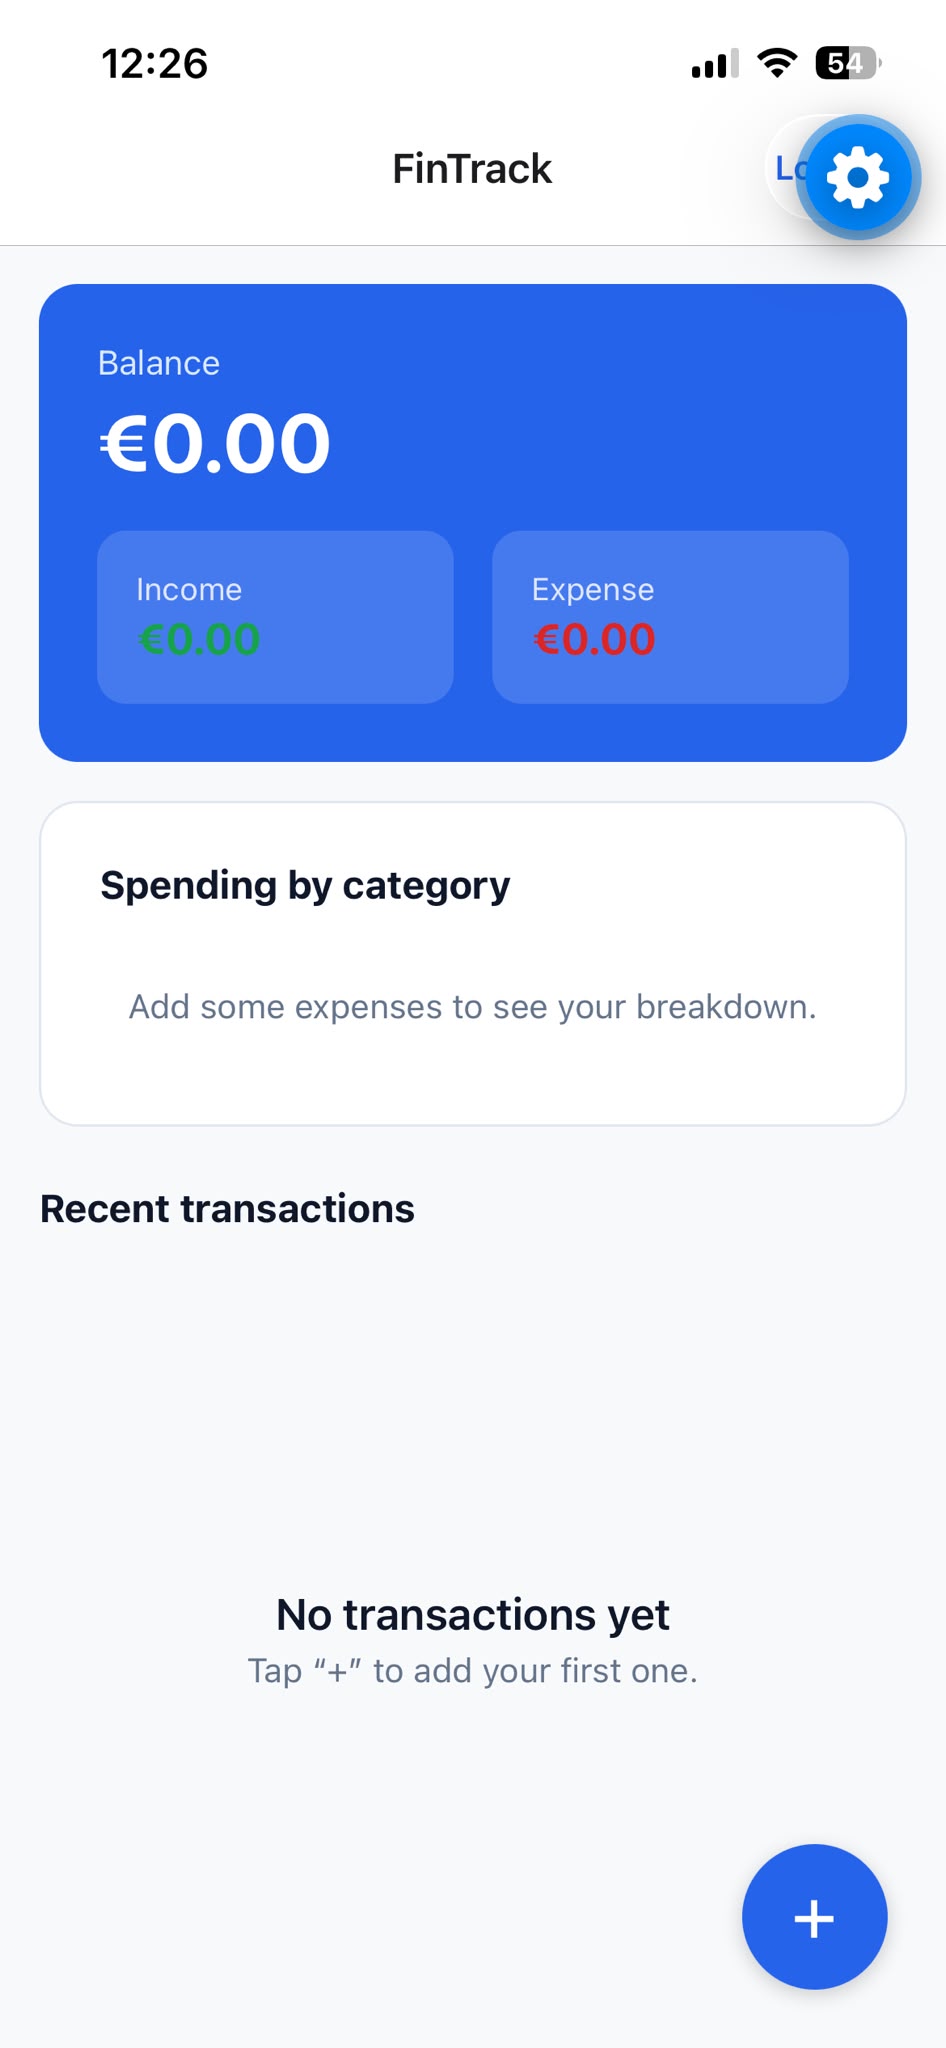 12:26
54
FinTrack
Balance
€0.00
Income
Expense
€0.00
€0.00
Spending by category
Add some expenses to see your breakdown.
Recent transactions
No transactions yet
Tap “+” to add your first one.
+